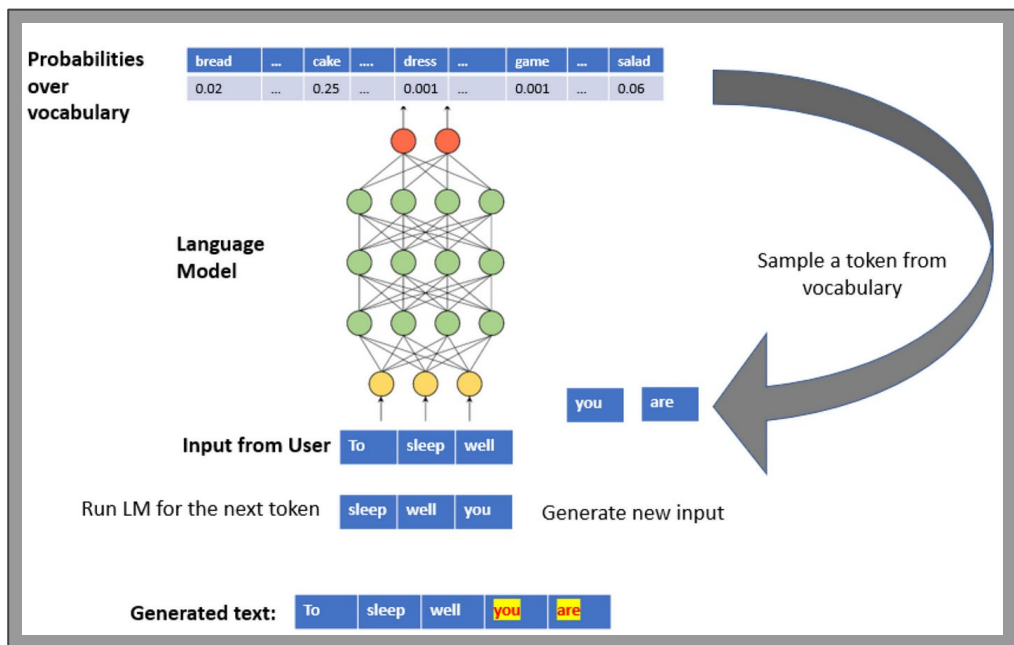 Probabilities
over
vocabulary
bread ... cake .... dress ... game ... salad
0.02 ... 0.25 ... 0.001 ... 0.001 ... 0.06
Language
Model
Sample a token from
vocabulary
you are
Input from User To sleep well
Run LM for the next token sleep well you Generate new input
Generated text: To sleep well you are